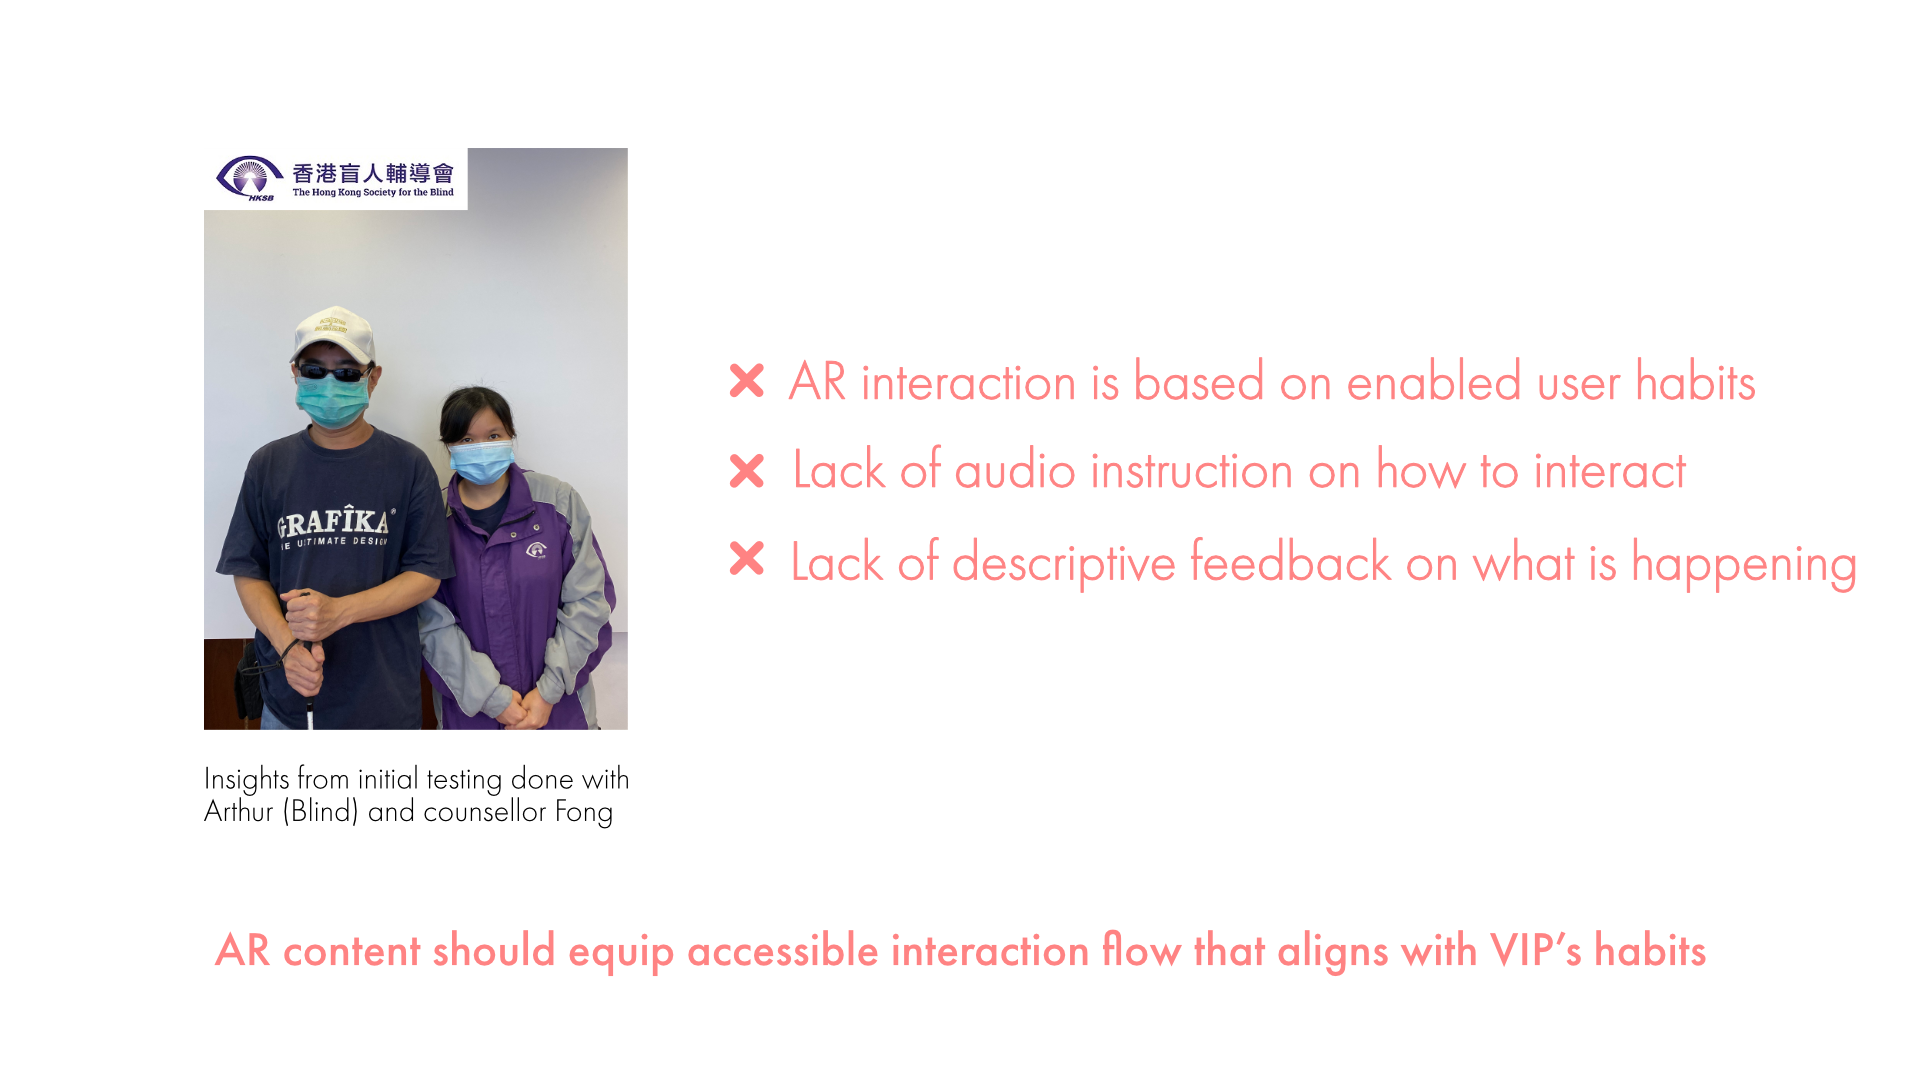 香港盲人輔導會
The Hong Kong Society for the Blind
HKSB
GRAFÎKA®
ULTIMATE DESIGN
AR interaction is based on enabled user habits
Lack of audio instruction on how to interact
Lack of descriptive feedback on what is happening
Insights from initial testing done with
Arthur (Blind) and counsellor Fong
AR content should equip accessible interaction flow that aligns with VIP’s habits